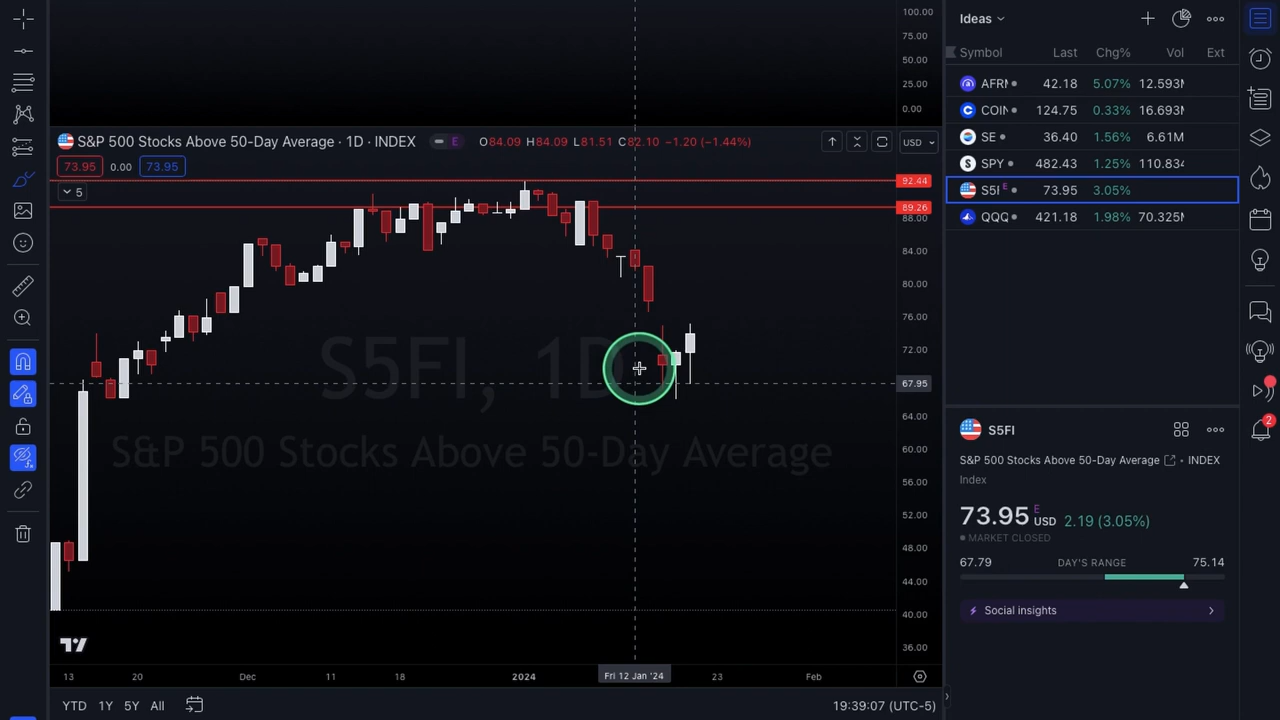 100.00
75.00
50.00
25.00
0.00
S&P 500 Stocks Above 50-Day Average · 1D · INDEX
E
O84.09 H84.09 L81.51 C82.10 -1.20 (-1.44%)
USD
73.95 0.00 73.95
5
92.44
89.26
88.00
84.00
80.00
76.00
72.00
67.95
64.00
60.00
56.00
52.00
48.00
44.00
40.00
36.00
S5FI, 1D
S&P 500 Stocks Above 50-Day Average
13 20 Dec 11 18 2024 Fri 12 Jan '24 23 Feb
YTD 1Y 5Y All
19:39:07 (UTC-5)
Ideas
Symbol Last Chg% Vol Ext
AFRM 42.18 5.07% 12.593M
COIN 124.75 0.33% 16.693M
SE 36.40 1.56% 6.61M
SPY 482.43 1.25% 110.834
S5FI E 73.95 3.05%
QQQ 421.18 1.98% 70.325M
S5FI
S&P 500 Stocks Above 50-Day Average • INDEX
Index
73.95 E USD 2.19 (3.05%)
MARKET CLOSED
67.79 DAY'S RANGE 75.14
Social insights
2